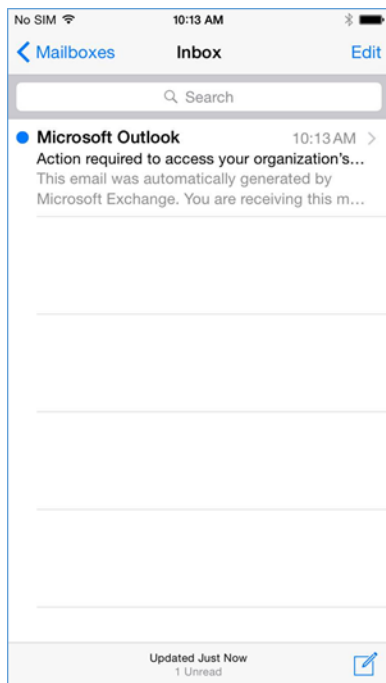 No SIM 10:13 AM
Mailboxes Inbox Edit
Search
Microsoft Outlook 10:13 AM
Action required to access your organization's...
This email was automatically generated by
Microsoft Exchange. You are receiving this m...
Updated Just Now
1 Unread